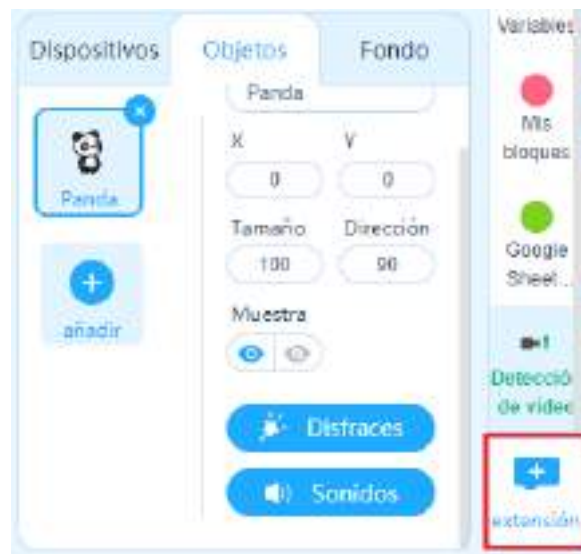 Dispositivos
Objetos
Fondo
Panda
Panda
X
Y
0
0
Tamaño
Dirección
100
90
añadir
Muestra
Disfraces
Sonidos
Variables
Mis
bloques
Google
Sheet...
Detecció
de vídeo
extensión